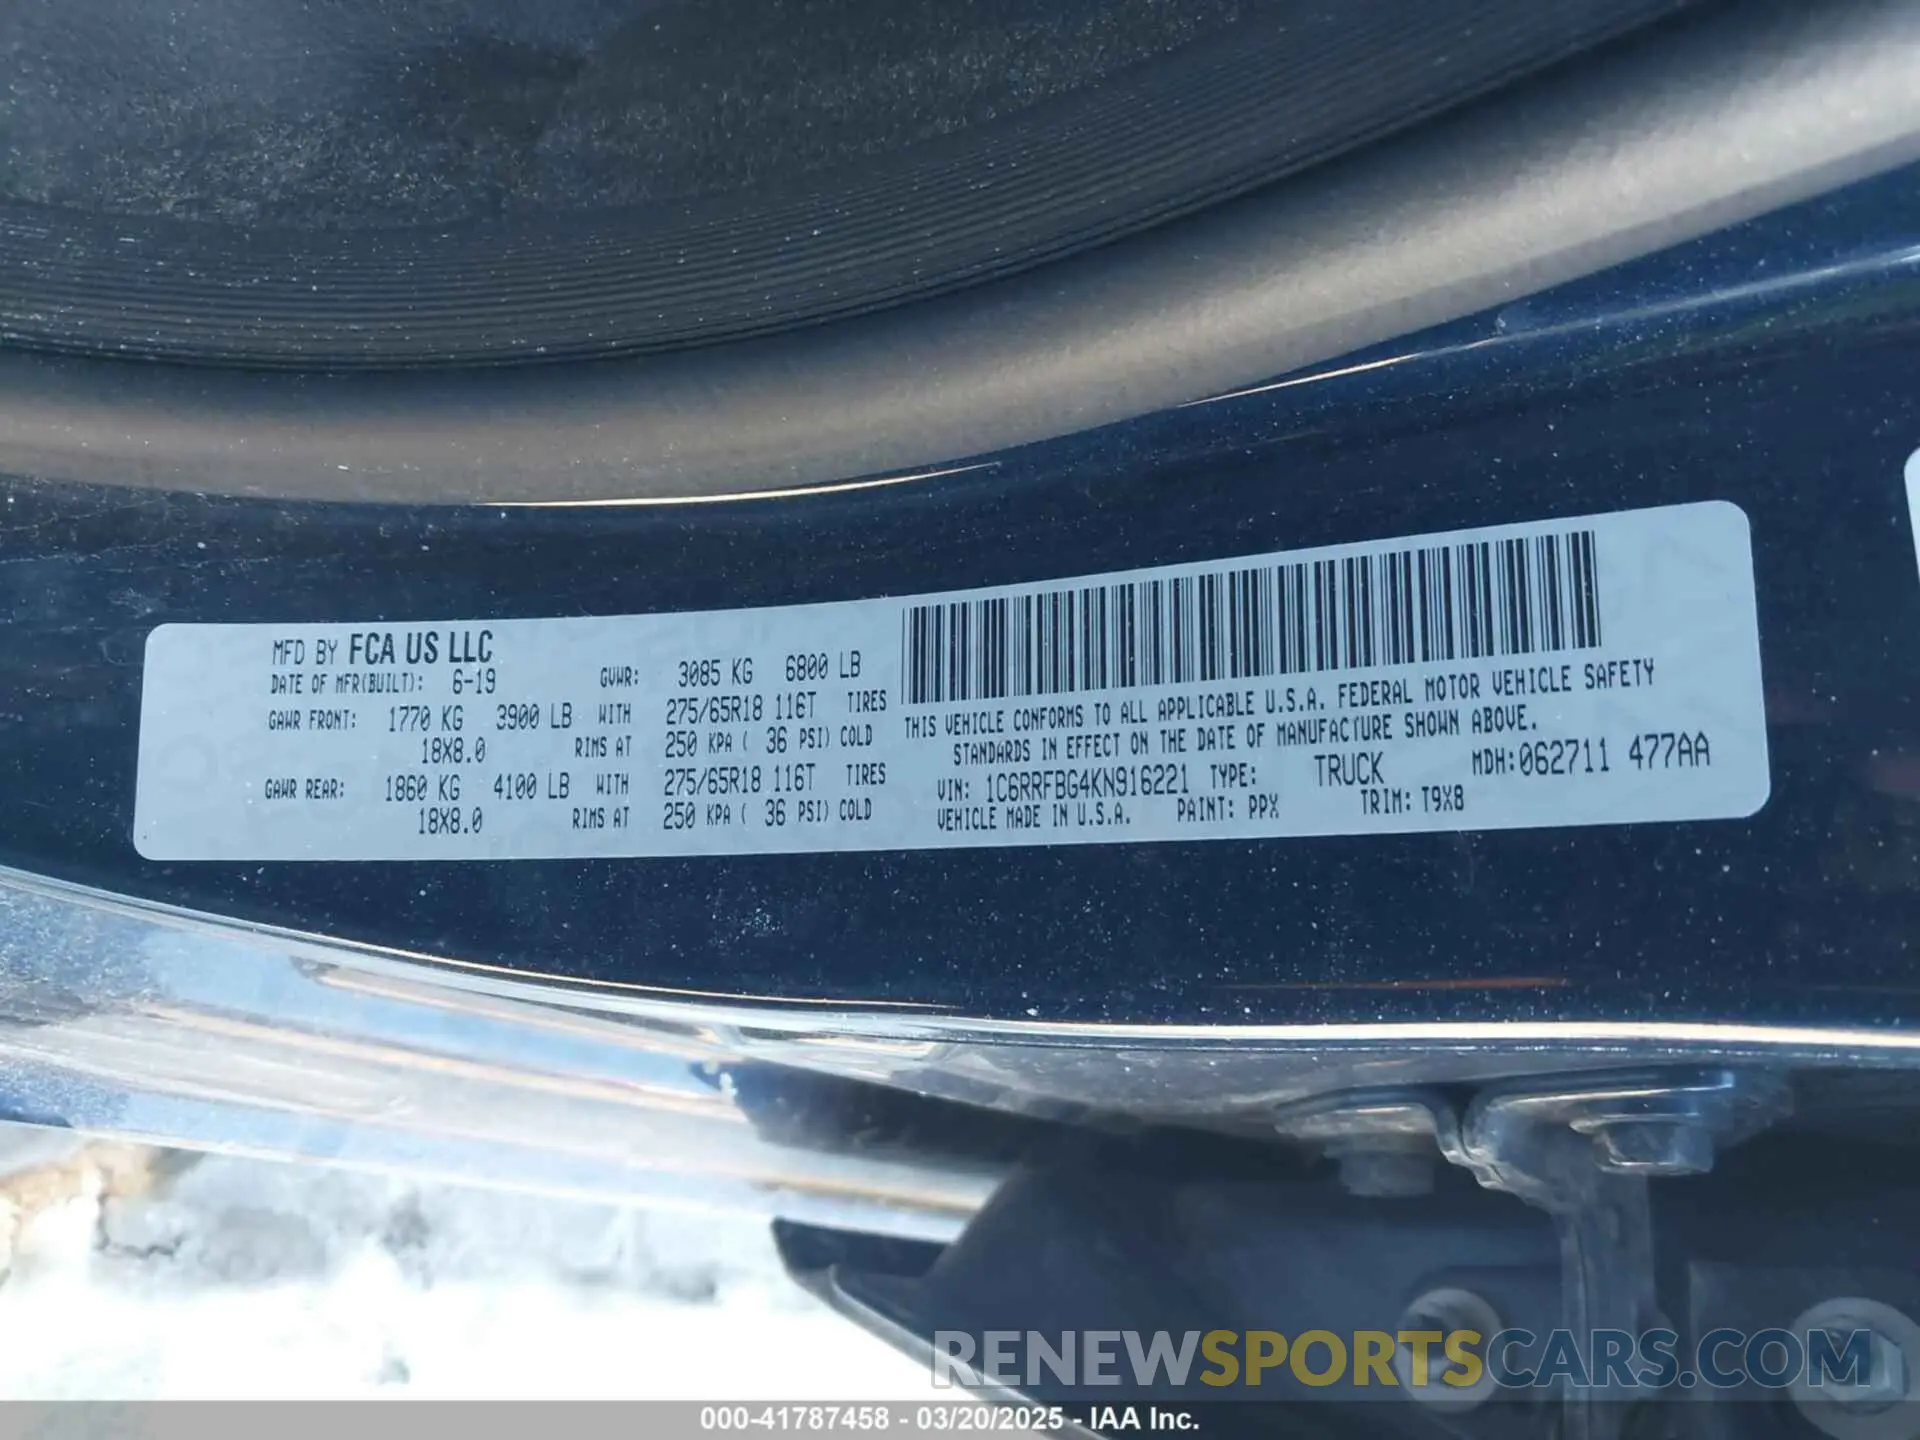 MFD BY FCA US LLC
DATE OF MFR(BUILT): 6-19 GVWR: 3085 KG 6800 LB
GAWR FRONT: 1770 KG 3900 LB WITH 275/65R18 116T TIRES
18X8.0 RIMS AT 250 KPA ( 36 PSI) COLD
GAWR REAR: 1860 KG 4100 LB WITH 275/65R18 116T TIRES
18X8.0 RIMS AT 250 KPA ( 36 PSI) COLD
THIS VEHICLE CONFORMS TO ALL APPLICABLE U.S.A. FEDERAL MOTOR VEHICLE SAFETY
STANDARDS IN EFFECT ON THE DATE OF MANUFACTURE SHOWN ABOVE.
VIN: 1C6RRFBG4KN916221 TYPE: TRUCK MDH:062711 477AA
VEHICLE MADE IN U.S.A. PAINT: PPX TRIM: T9X8
RENEWSPORTSCARS.COM
000-41787458 - 03/20/2025 - IAA Inc.